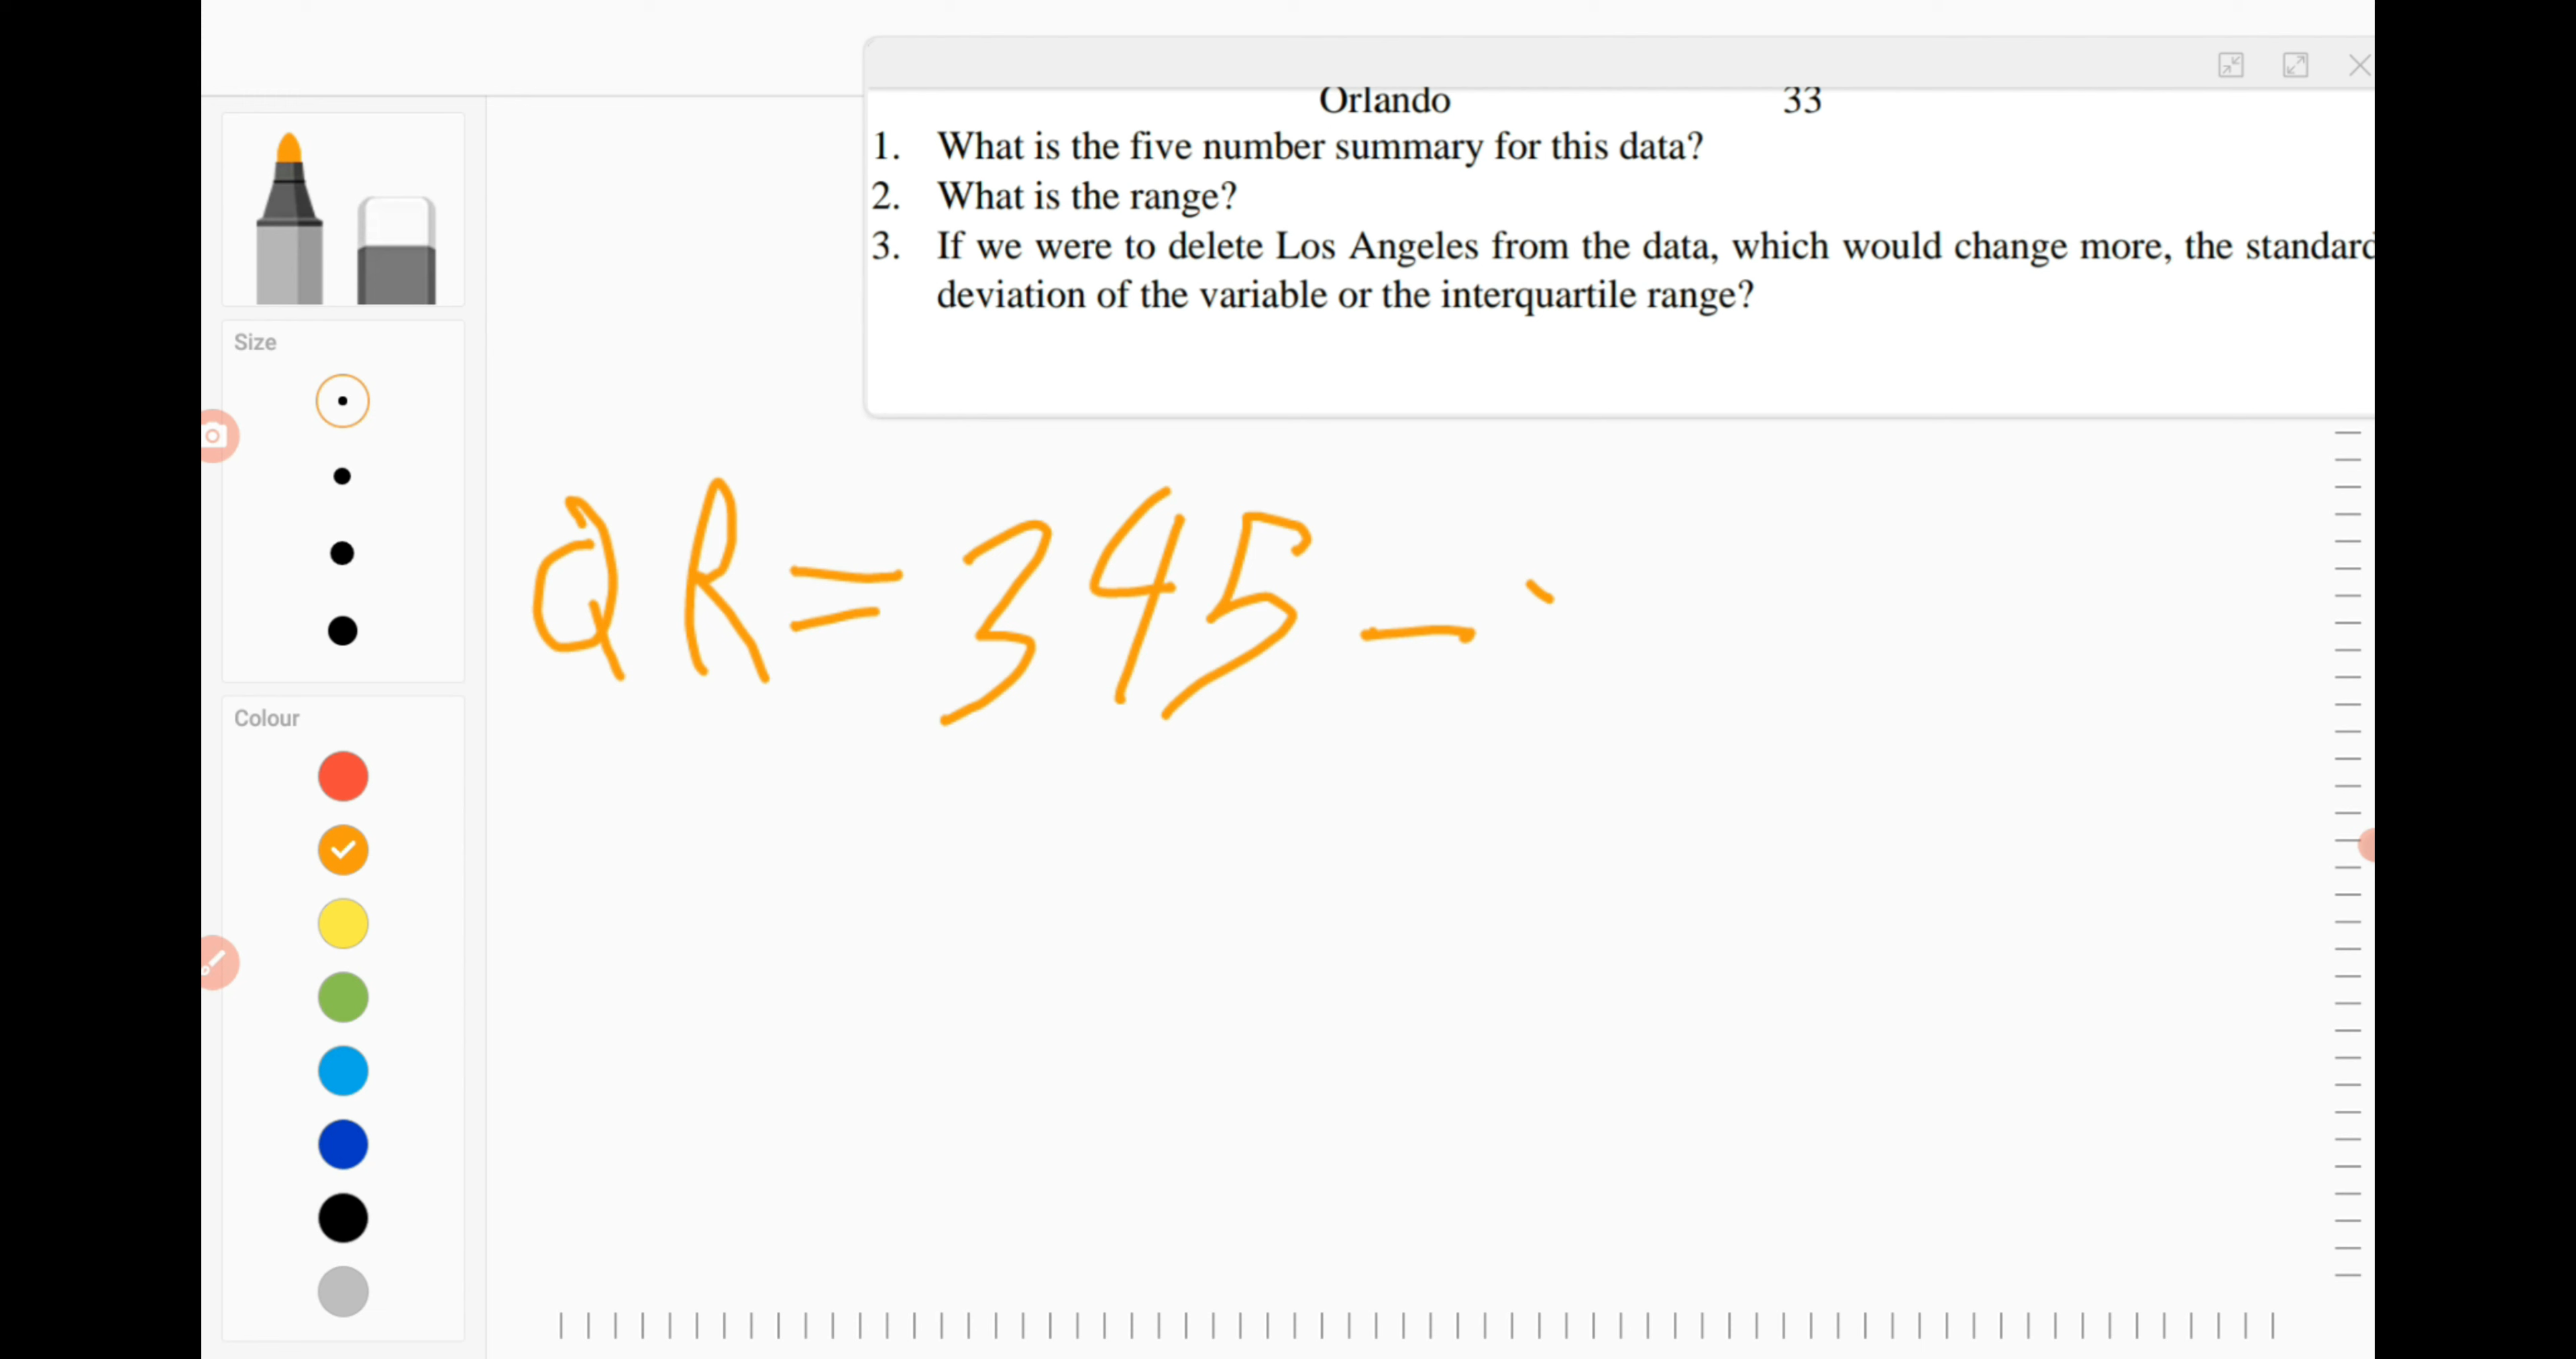 Orlando 33
1. What is the five number summary for this data?
2. What is the range?
3. If we were to delete Los Angeles from the data, which would change more, the standard
deviation of the variable or the interquartile range?
Size
QR = 345 -
Colour